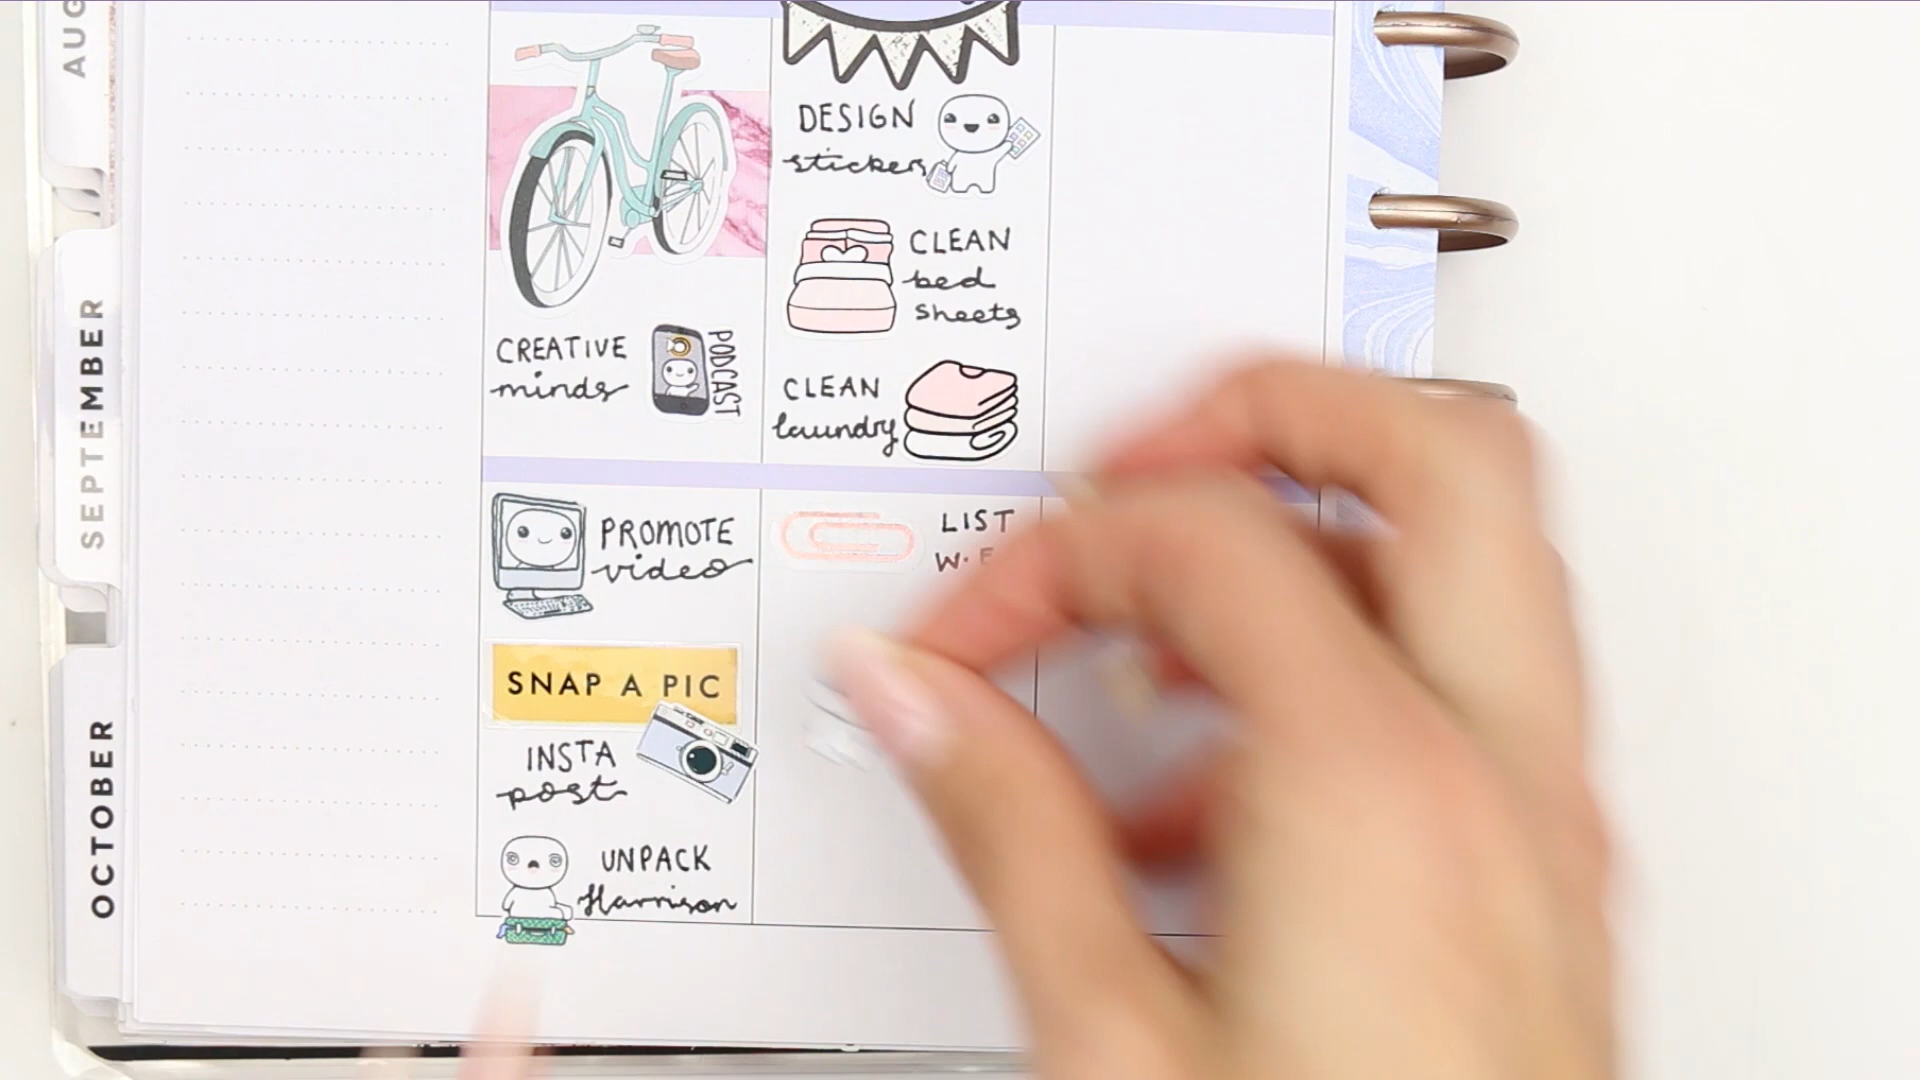 AUG
SEPTEMBER
OCTOBER
CREATIVE
minds
PODCAST
DESIGN
stickers
CLEAN
bed
sheets
CLEAN
laundry
PROMOTE
video
SNAP A PIC
INSTA
post
UNPACK
Harrison
LIST